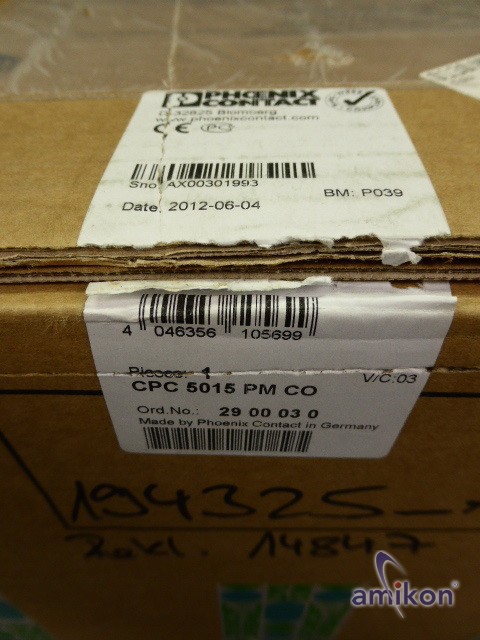 PHOENIX
CONTACT
D-32825 Blomberg
www.phoenixcontact.com
CE
Sno: AX00301993
BM: P039
Date: 2012-06-04
4 046356 105699
Pieces: 1
V/C:03
CPC 5015 PM CO
Ord.No.: 29 00 03 0
Made by Phoenix Contact in Germany
194325
Rekl. 14847
amikon